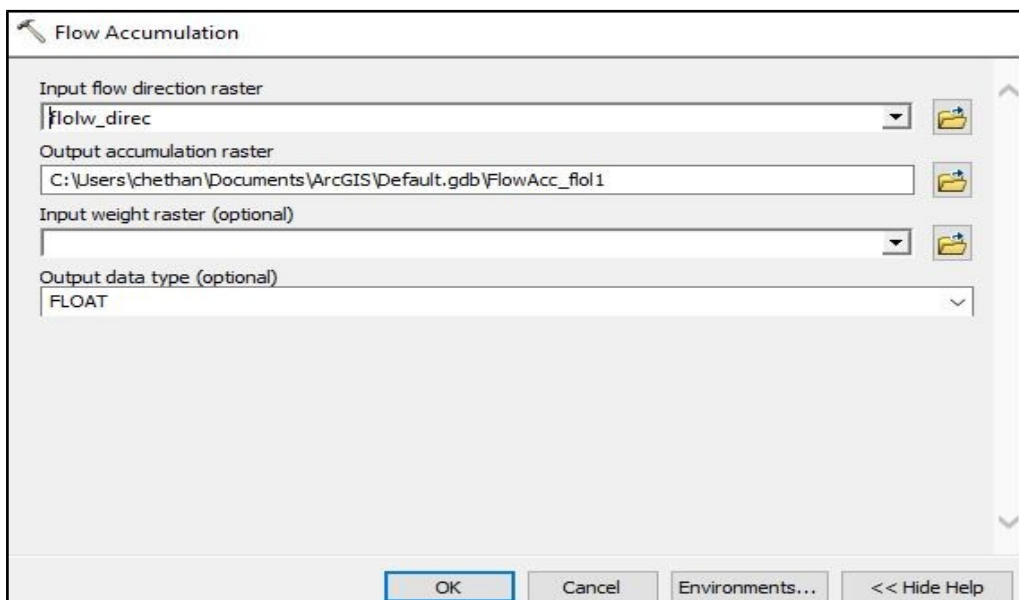 Flow Accumulation
Input flow direction raster
flolw_direc
Output accumulation raster
C:\Users\chethan\Documents\ArcGIS\Default.gdb\FlowAcc_flol1
Input weight raster (optional)
Output data type (optional)
FLOAT
OK Cancel Environments... << Hide Help